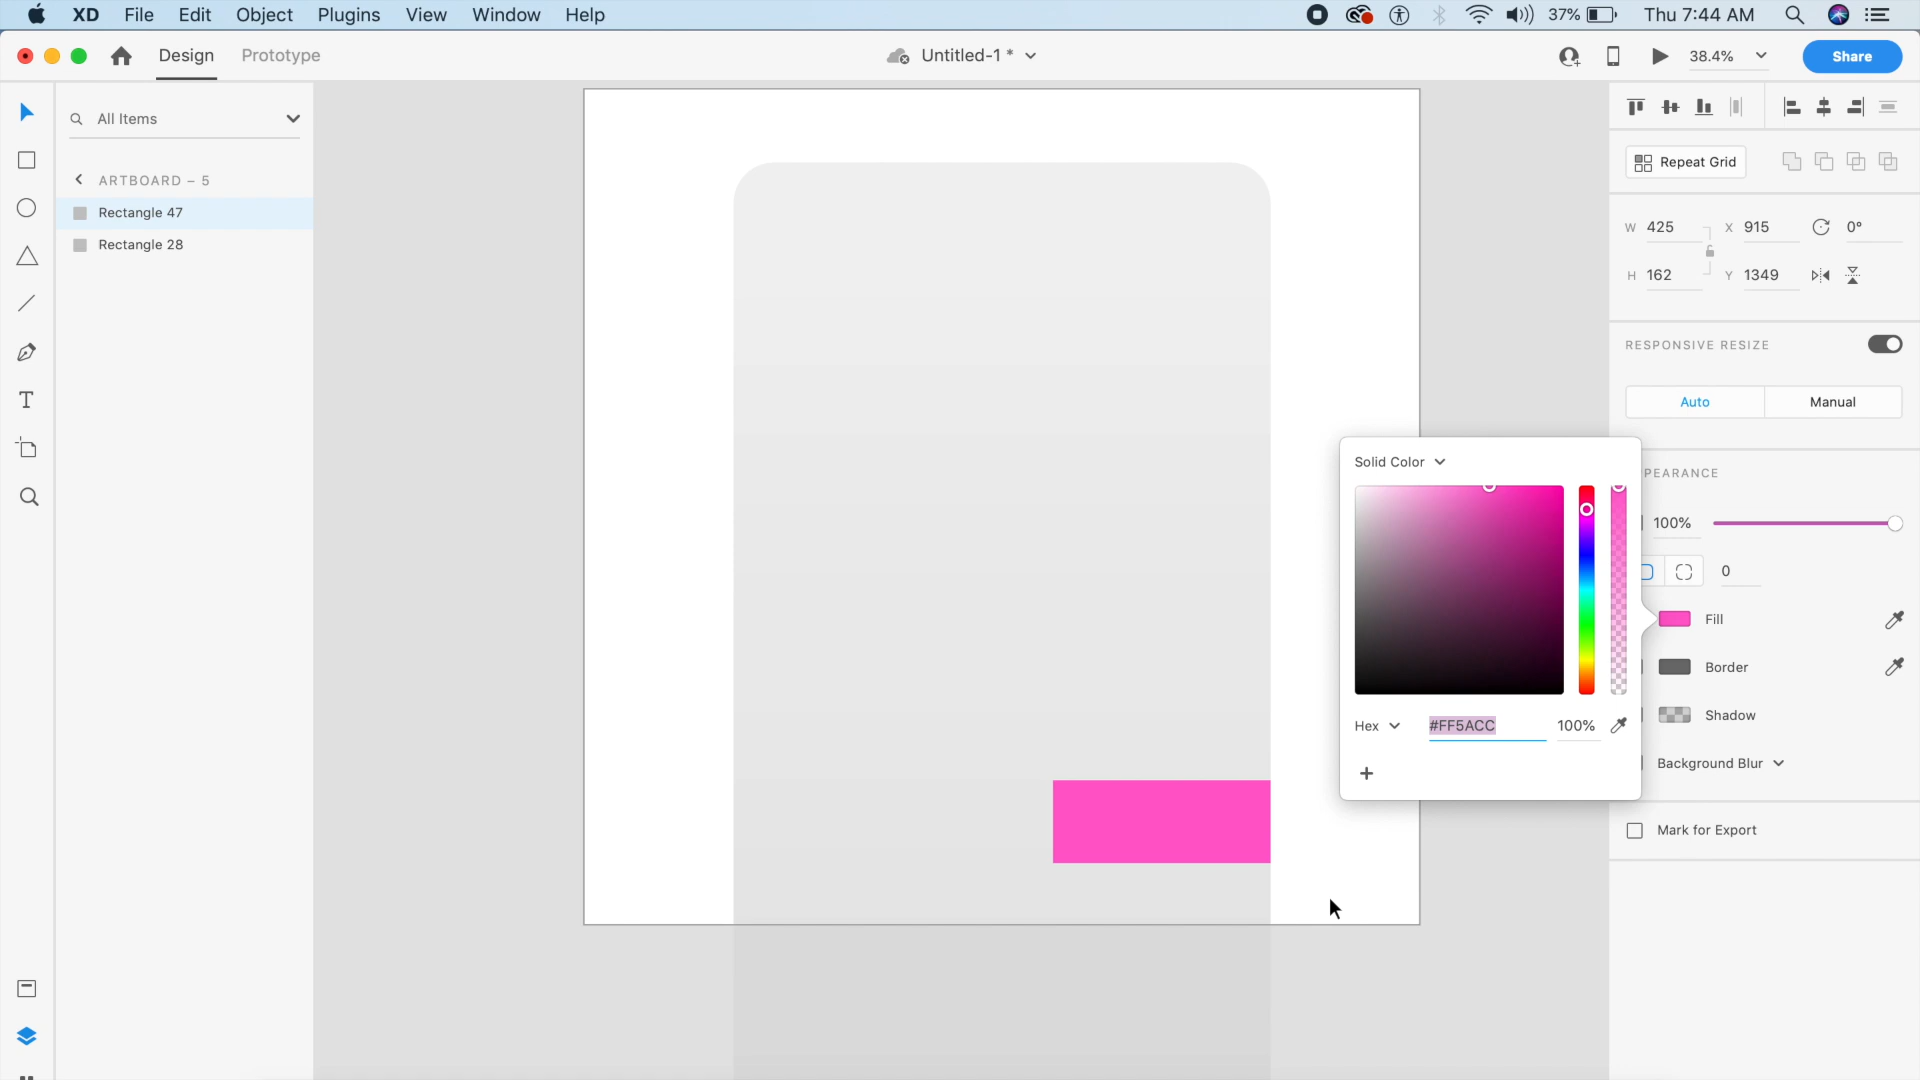 XD File Edit Object Plugins View Window Help 37% Thu 7:44 AM
Design Prototype Untitled-1 * 38.4% Share
All Items
ARTBOARD – 5
Rectangle 47
Rectangle 28
Repeat Grid
W 425 X 915 0°
H 162 Y 1349
RESPONSIVE RESIZE
Auto Manual
Solid Color
PEARANCE
100%
0
Fill
Border
Hex #FF5ACC 100%
Shadow
Background Blur
+
Mark for Export
T